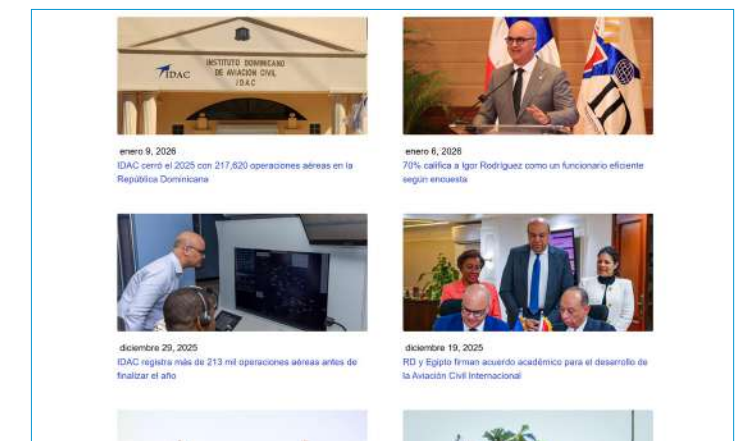 IDAC
INSTITUTO DOMINICANO
DE AVIACIÓN CIVIL
IDAC
enero 9, 2026
IDAC cerró el 2025 con 217,620 operaciones aéreas en la
República Dominicana
enero 6, 2026
70% califica a Igor Rodríguez como un funcionario eficiente
según encuesta
diciembre 29, 2025
IDAC registra más de 213 mil operaciones aéreas antes de
finalizar el año
diciembre 19, 2025
RD y Egipto firman acuerdo académico para el desarrollo de
la Aviación Civil Internacional